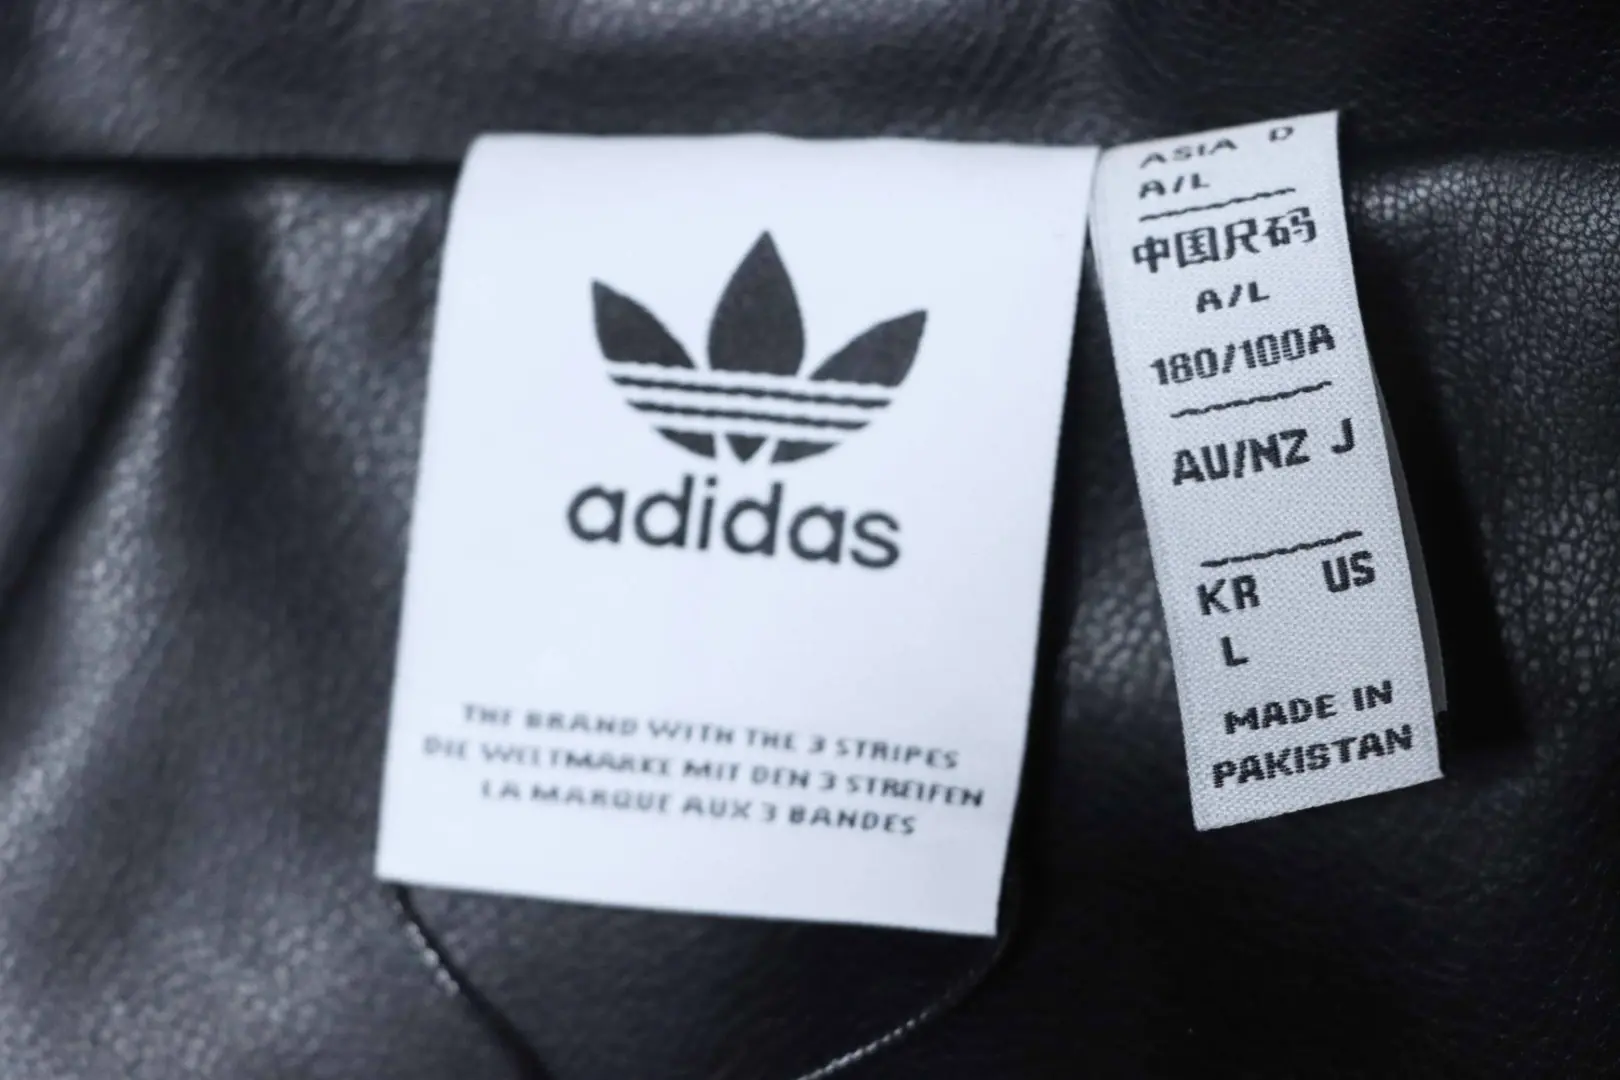 adidas
THE BRAND WITH THE 3 STRIPES
DIE WELTMARKE MIT DEN 3 STREIFEN
LA MARQUE AUX 3 BANDES
ASIA D
A/L
中国尺码
A/L
180/100A
AU/NZ J
KR US
L
MADE IN
PAKISTAN